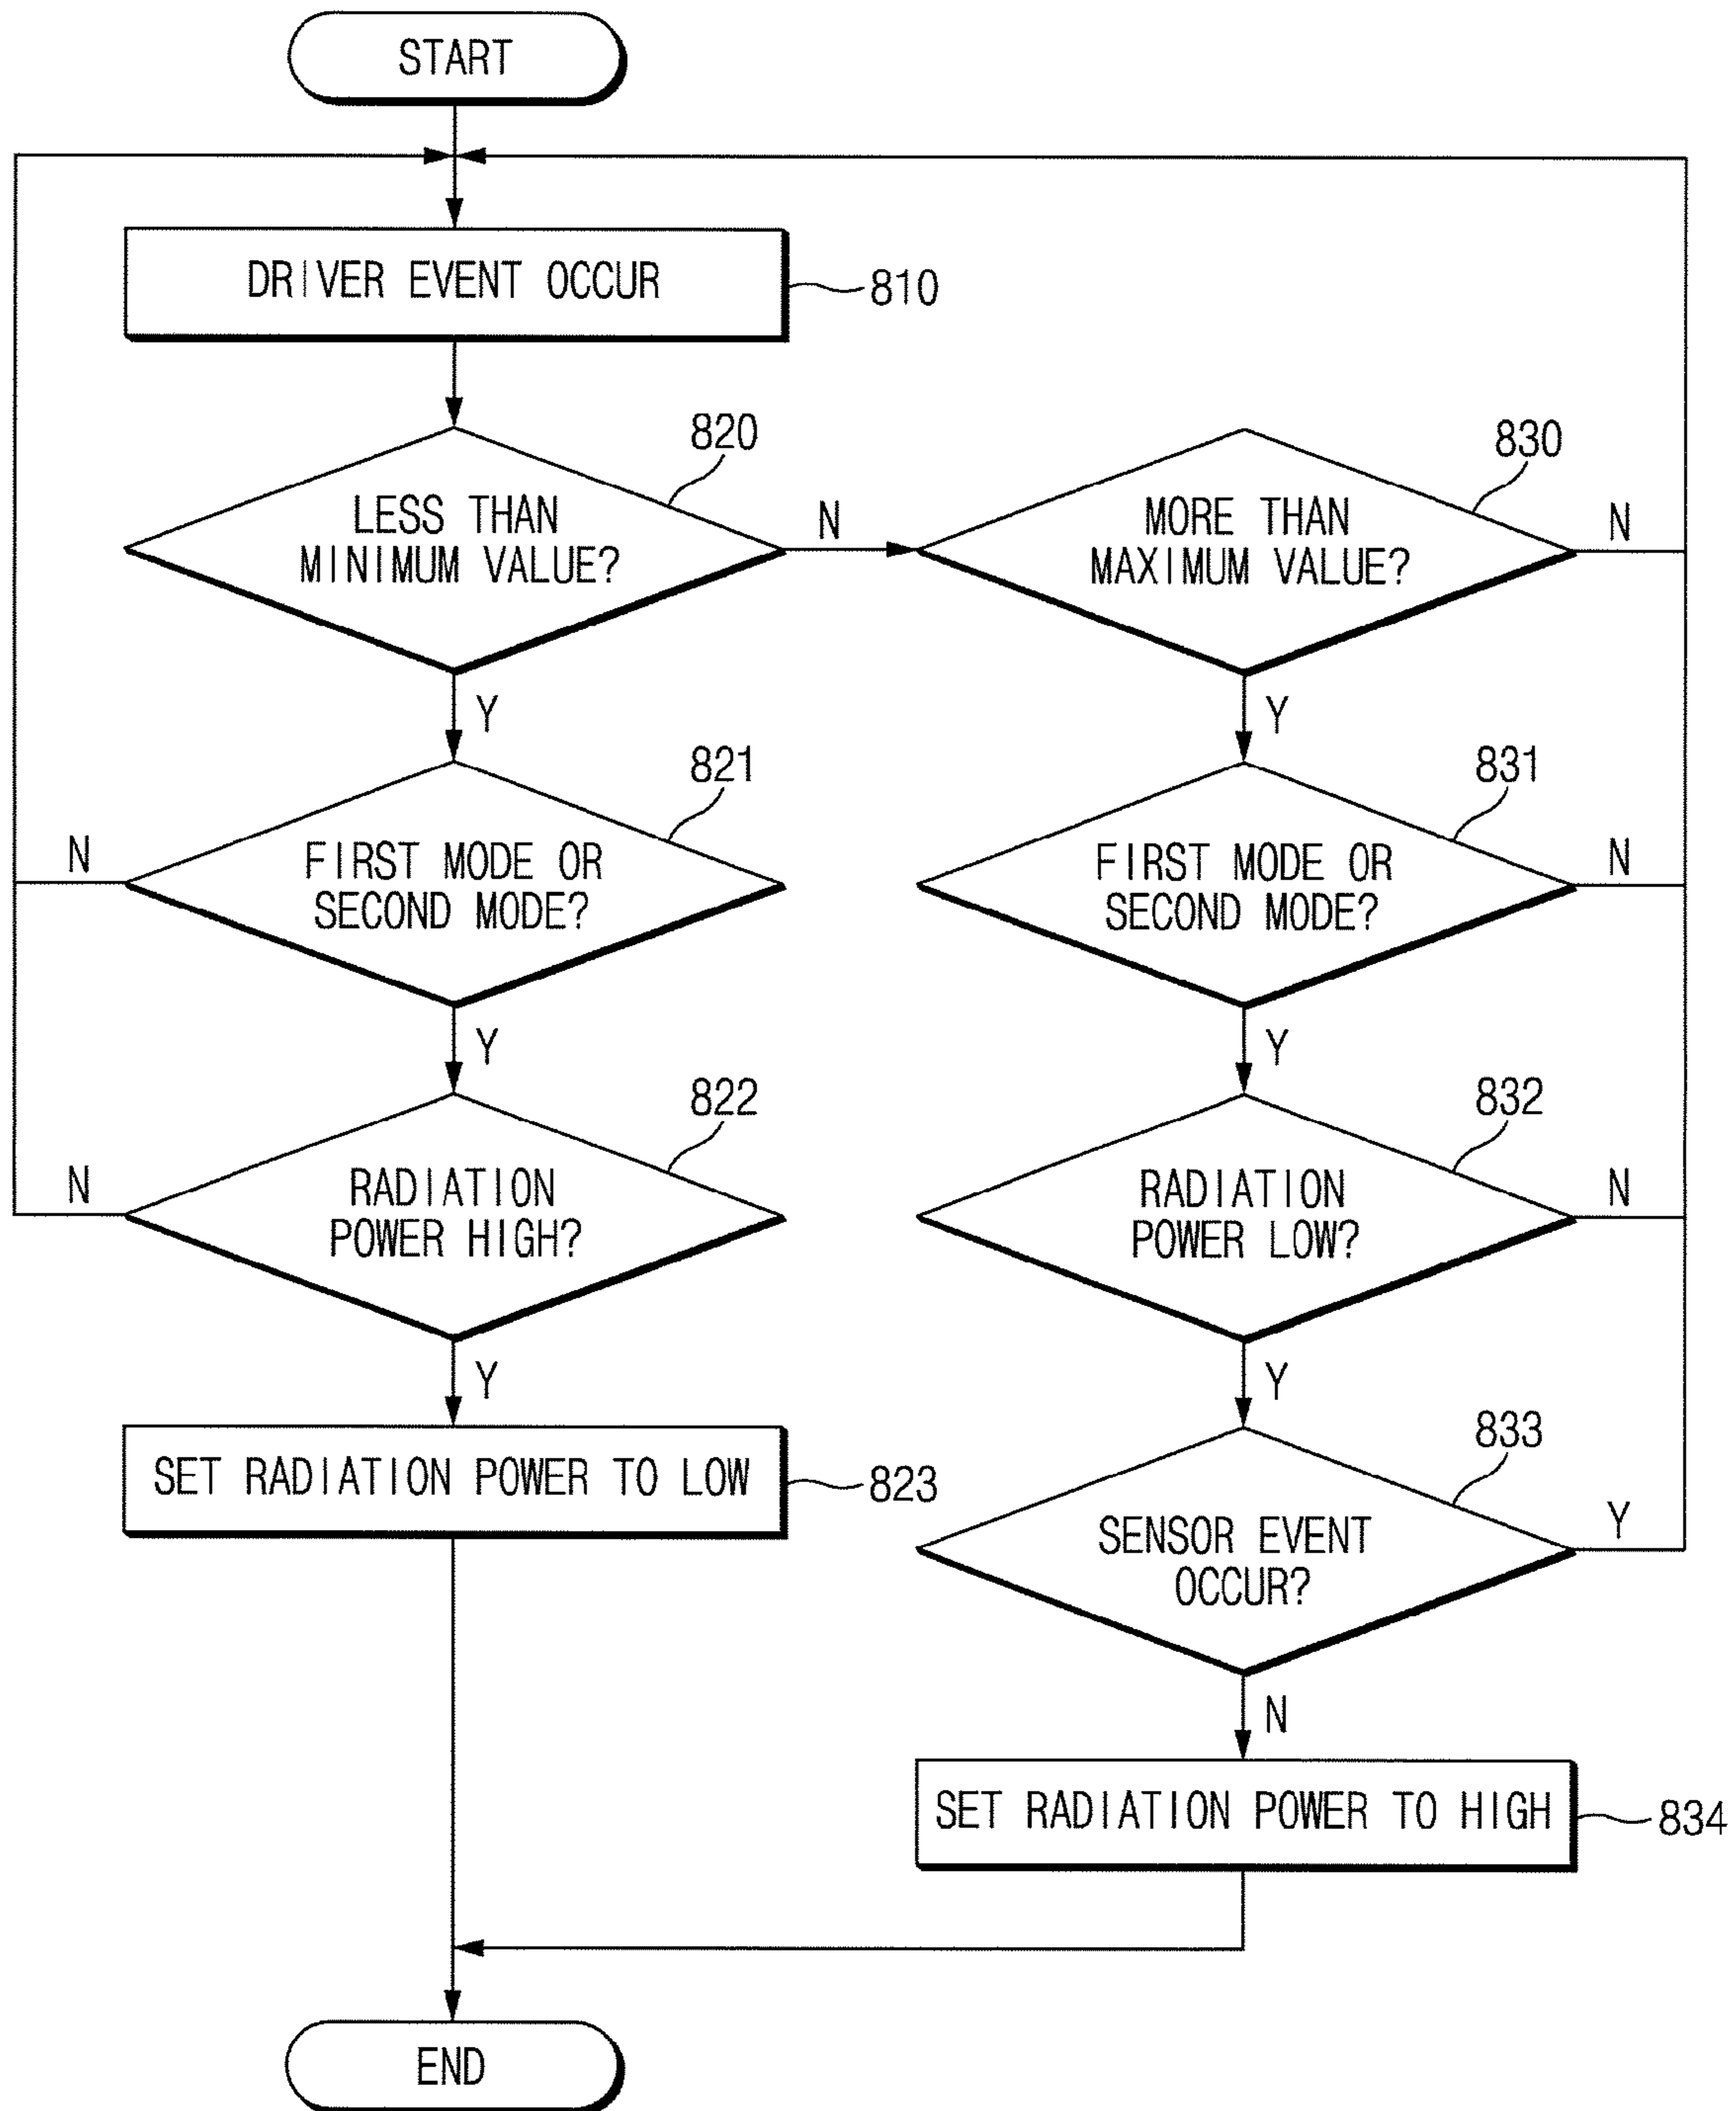 START
DRIVER EVENT OCCUR
810
820
LESS THAN
MINIMUM VALUE?
N
830
MORE THAN
MAXIMUM VALUE?
N
Y
Y
821
FIRST MODE OR
SECOND MODE?
N
831
FIRST MODE OR
SECOND MODE?
N
Y
Y
822
RADIATION
POWER HIGH?
N
832
RADIATION
POWER LOW?
N
Y
Y
SET RADIATION POWER TO LOW
823
833
SENSOR EVENT
OCCUR?
Y
N
SET RADIATION POWER TO HIGH
834
END